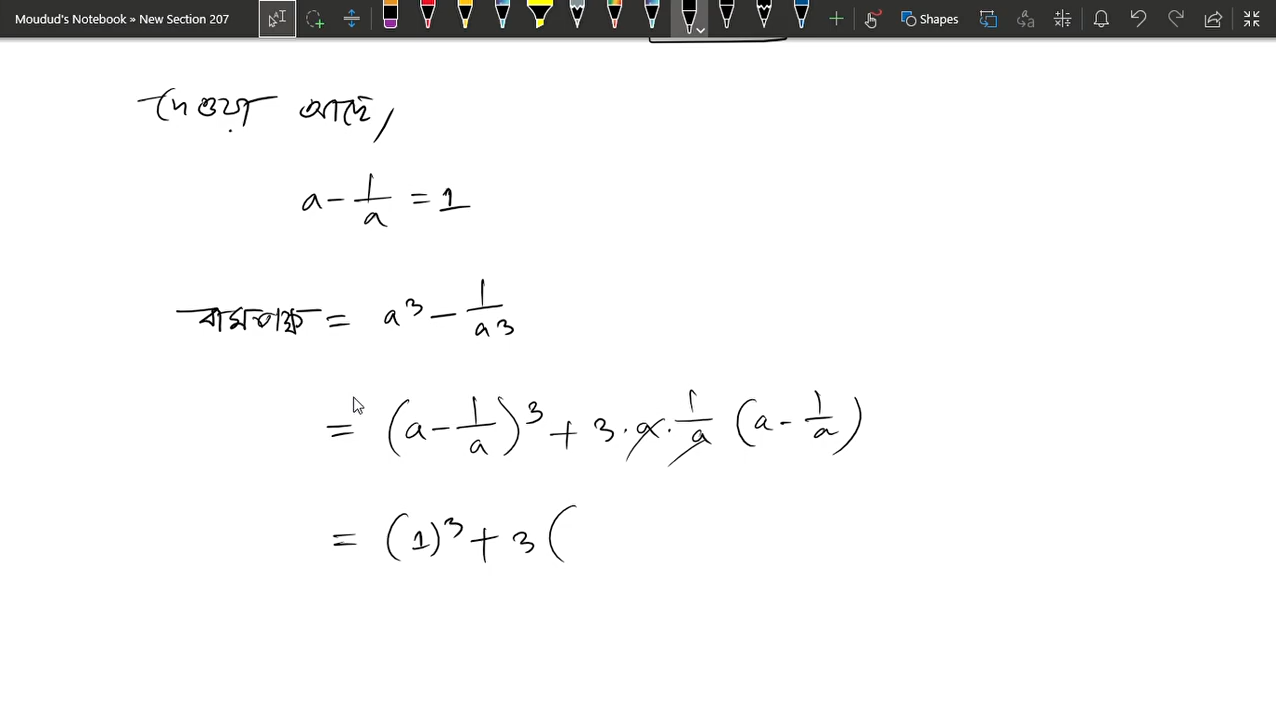 Moudud's Notebook » New Section 207
Shapes
দেওয়া আছে,
a - 1/a = 1
বামপক্ষ = a³ - 1/a³
= (a - 1/a)³ + 3 · a · 1/a (a - 1/a)
= (1)³ + 3 (